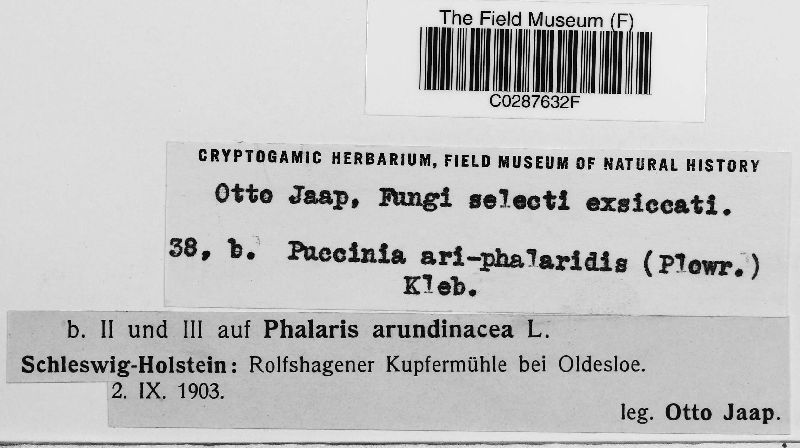 The Field Museum (F)
C0287632F
CRYPTOGAMIC HERBARIUM, FIELD MUSEUM OF NATURAL HISTORY
Otto Jaap, Fungi selecti exsiccati.
38, b. Puccinia ari-phalaridis (Plowr.)
Kleb.
b. II und III auf Phalaris arundinacea L.
Schleswig-Holstein: Rolfshagener Kupfermühle bei Oldesloe.
2. IX. 1903.
leg. Otto Jaap.